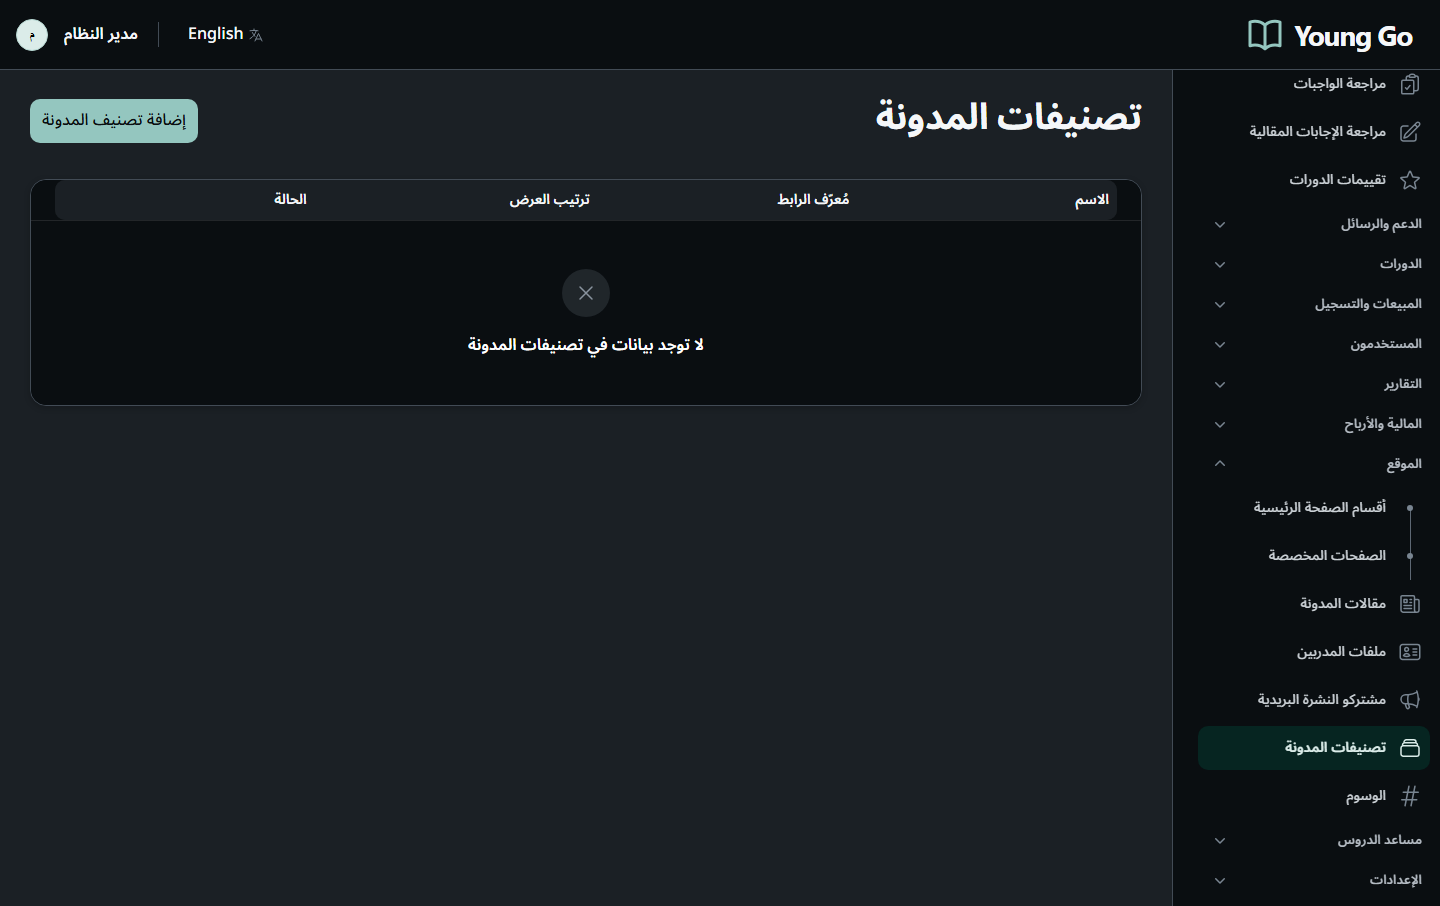 Young Go
English
مدير النظام
م
مراجعة الواجبات
مراجعة الإجابات المقالية
تقييمات الدورات
الدعم والرسائل
الدورات
المبيعات والتسجيل
المستخدمون
التقارير
المالية والأرباح
الموقع
أقسام الصفحة الرئيسية
الصفحات المخصصة
مقالات المدونة
ملفات المدربين
مشتركو النشرة البريدية
تصنيفات المدونة
الوسوم
مساعد الدروس
الإعدادات
تصنيفات المدونة
إضافة تصنيف المدونة
الاسم مُعرّف الرابط ترتيب العرض الحالة
لا توجد بيانات في تصنيفات المدونة